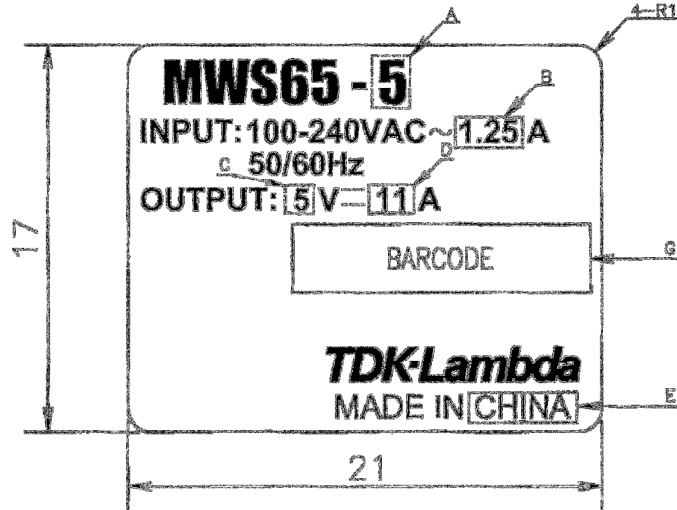 A
4-R1
MWS65-5
B
INPUT: 100-240VAC~1.25A
C 50/60Hz D
OUTPUT: 5V⎓11A
17
BARCODE
G
TDK-Lambda
MADE IN CHINA
E
21